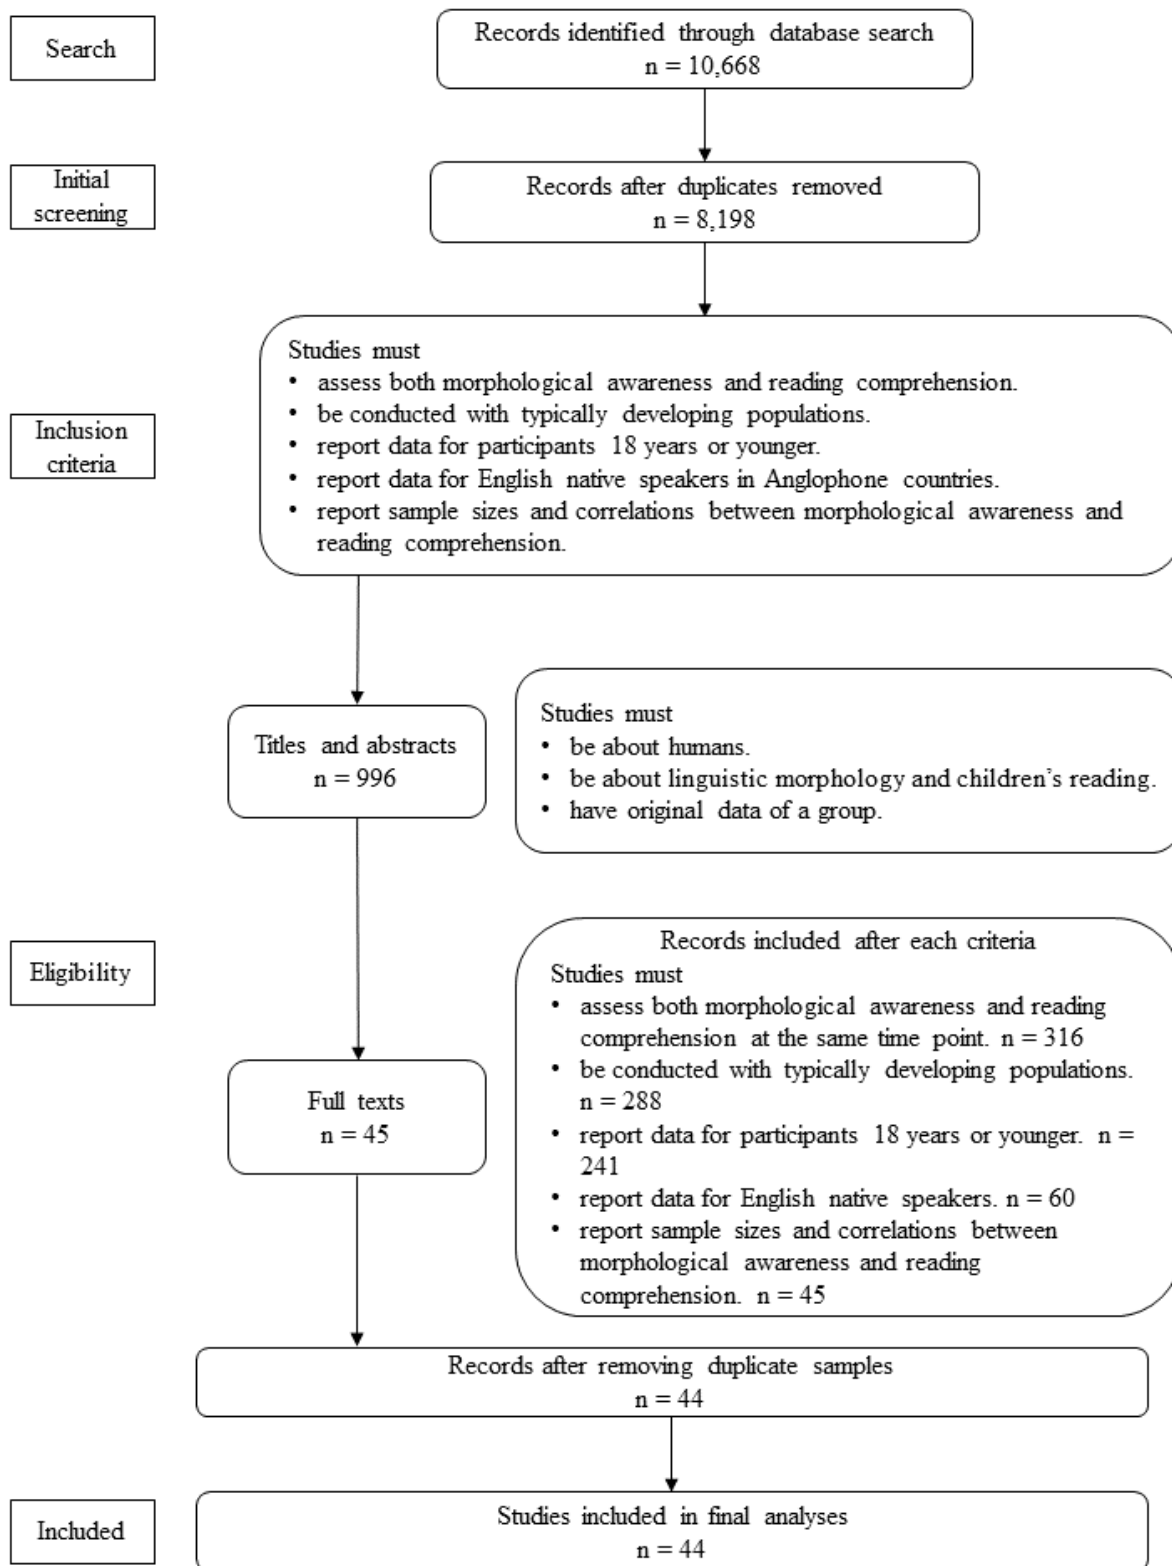 Search
Records identified through database search
n = 10,668
Initial
screening
Records after duplicates removed
n = 8,198
Inclusion
criteria
Studies must
• assess both morphological awareness and reading comprehension.
• be conducted with typically developing populations.
• report data for participants 18 years or younger.
• report data for English native speakers in Anglophone countries.
• report sample sizes and correlations between morphological awareness and
reading comprehension.
Titles and abstracts
n = 996
Studies must
• be about humans.
• be about linguistic morphology and children’s reading.
• have original data of a group.
Eligibility
Full texts
n = 45
Records included after each criteria
Studies must
• assess both morphological awareness and reading
comprehension at the same time point. n = 316
• be conducted with typically developing populations.
n = 288
• report data for participants 18 years or younger. n =
241
• report data for English native speakers. n = 60
• report sample sizes and correlations between
morphological awareness and reading
comprehension. n = 45
Records after removing duplicate samples
n = 44
Included
Studies included in final analyses
n = 44